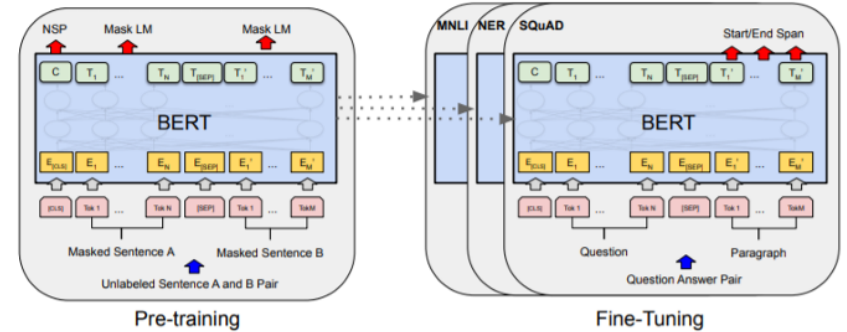 NSP Mask LM Mask LM
C T1 ... TN T[SEP] T1' ... TM'
BERT
E[CLS] E1 ... EN E[SEP] E1' ... EM'
[CLS] Tok 1 ... Tok N [SEP] Tok 1 ... TokM
Masked Sentence A Masked Sentence B
Unlabeled Sentence A and B Pair
Pre-training
MNLI NER SQuAD
Start/End Span
C T1 ... TN T[SEP] T1' ... TM'
BERT
E[CLS] E1 ... EN E[SEP] E1' ... EM'
[CLS] Tok 1 ... Tok N [SEP] Tok 1 ... TokM
Question Paragraph
Question Answer Pair
Fine-Tuning